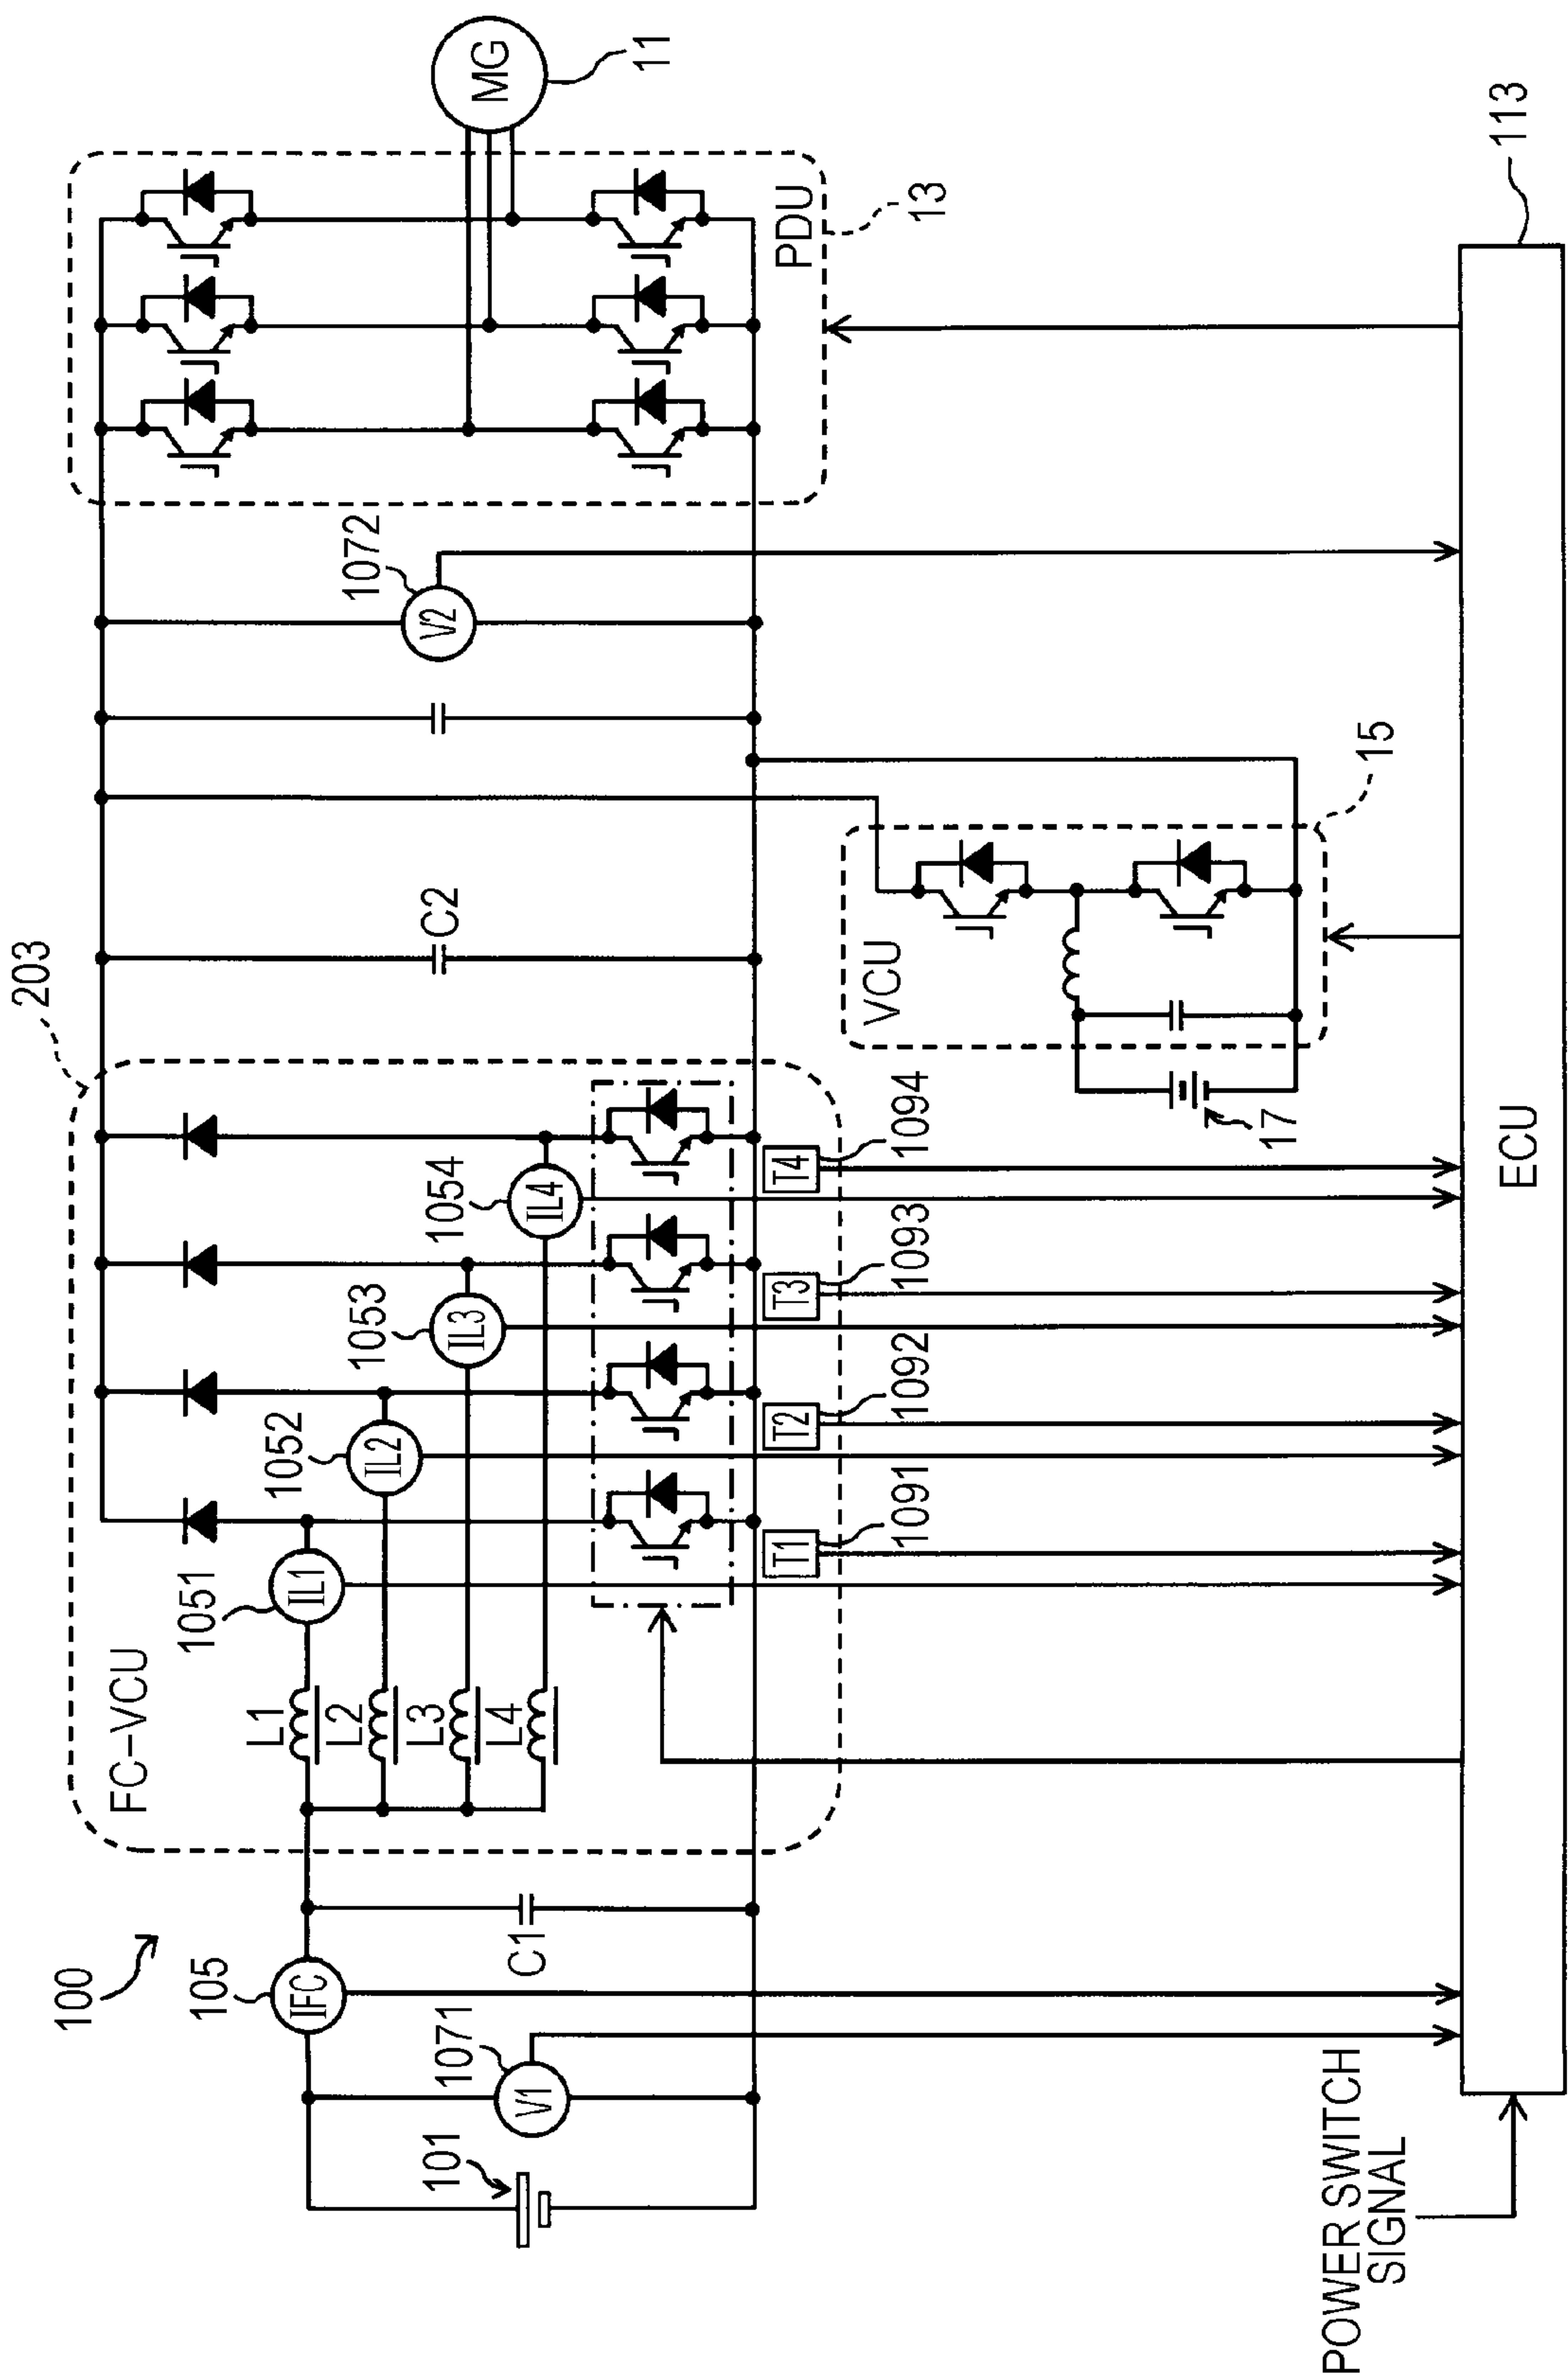 100
203
FC-VCU
L1
L2
L3
L4
1051
IL1
1052
IL2
1053
IL3
1054
IL4
105
IFC
1071
V1
101
C1
C2
1072
V2
PDU
13
MG
11
T1
1091
T2
1092
T3
1093
T4
1094
VCU
15
17
POWER SWITCH
SIGNAL
ECU
113